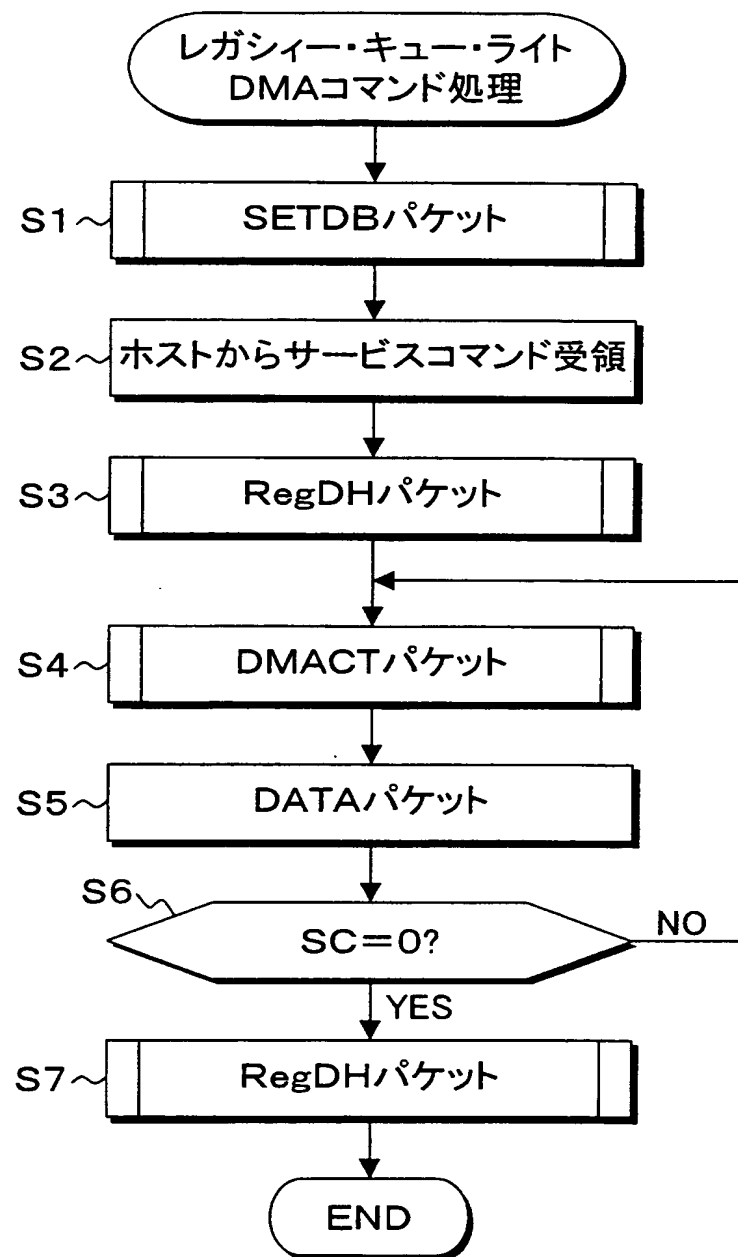 レガシィー・キュー・ライト
DMAコマンド処理
S1 SETDBパケット
S2 ホストからサービスコマンド受領
S3 RegDHパケット
S4 DMACTパケット
S5 DATAパケット
S6
SC=0?
NO
YES
S7 RegDHパケット
END